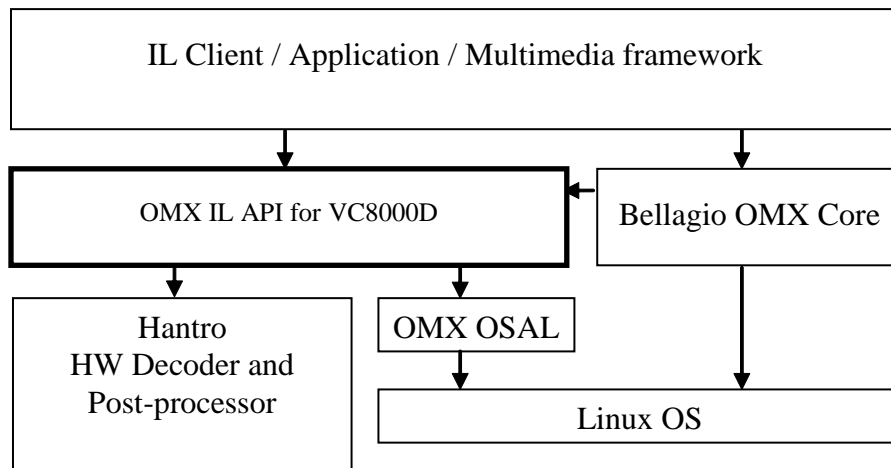 IL Client / Application / Multimedia framework
OMX IL API for VC8000D
Bellagio OMX Core
Hantro
HW Decoder and
Post-processor
OMX OSAL
Linux OS